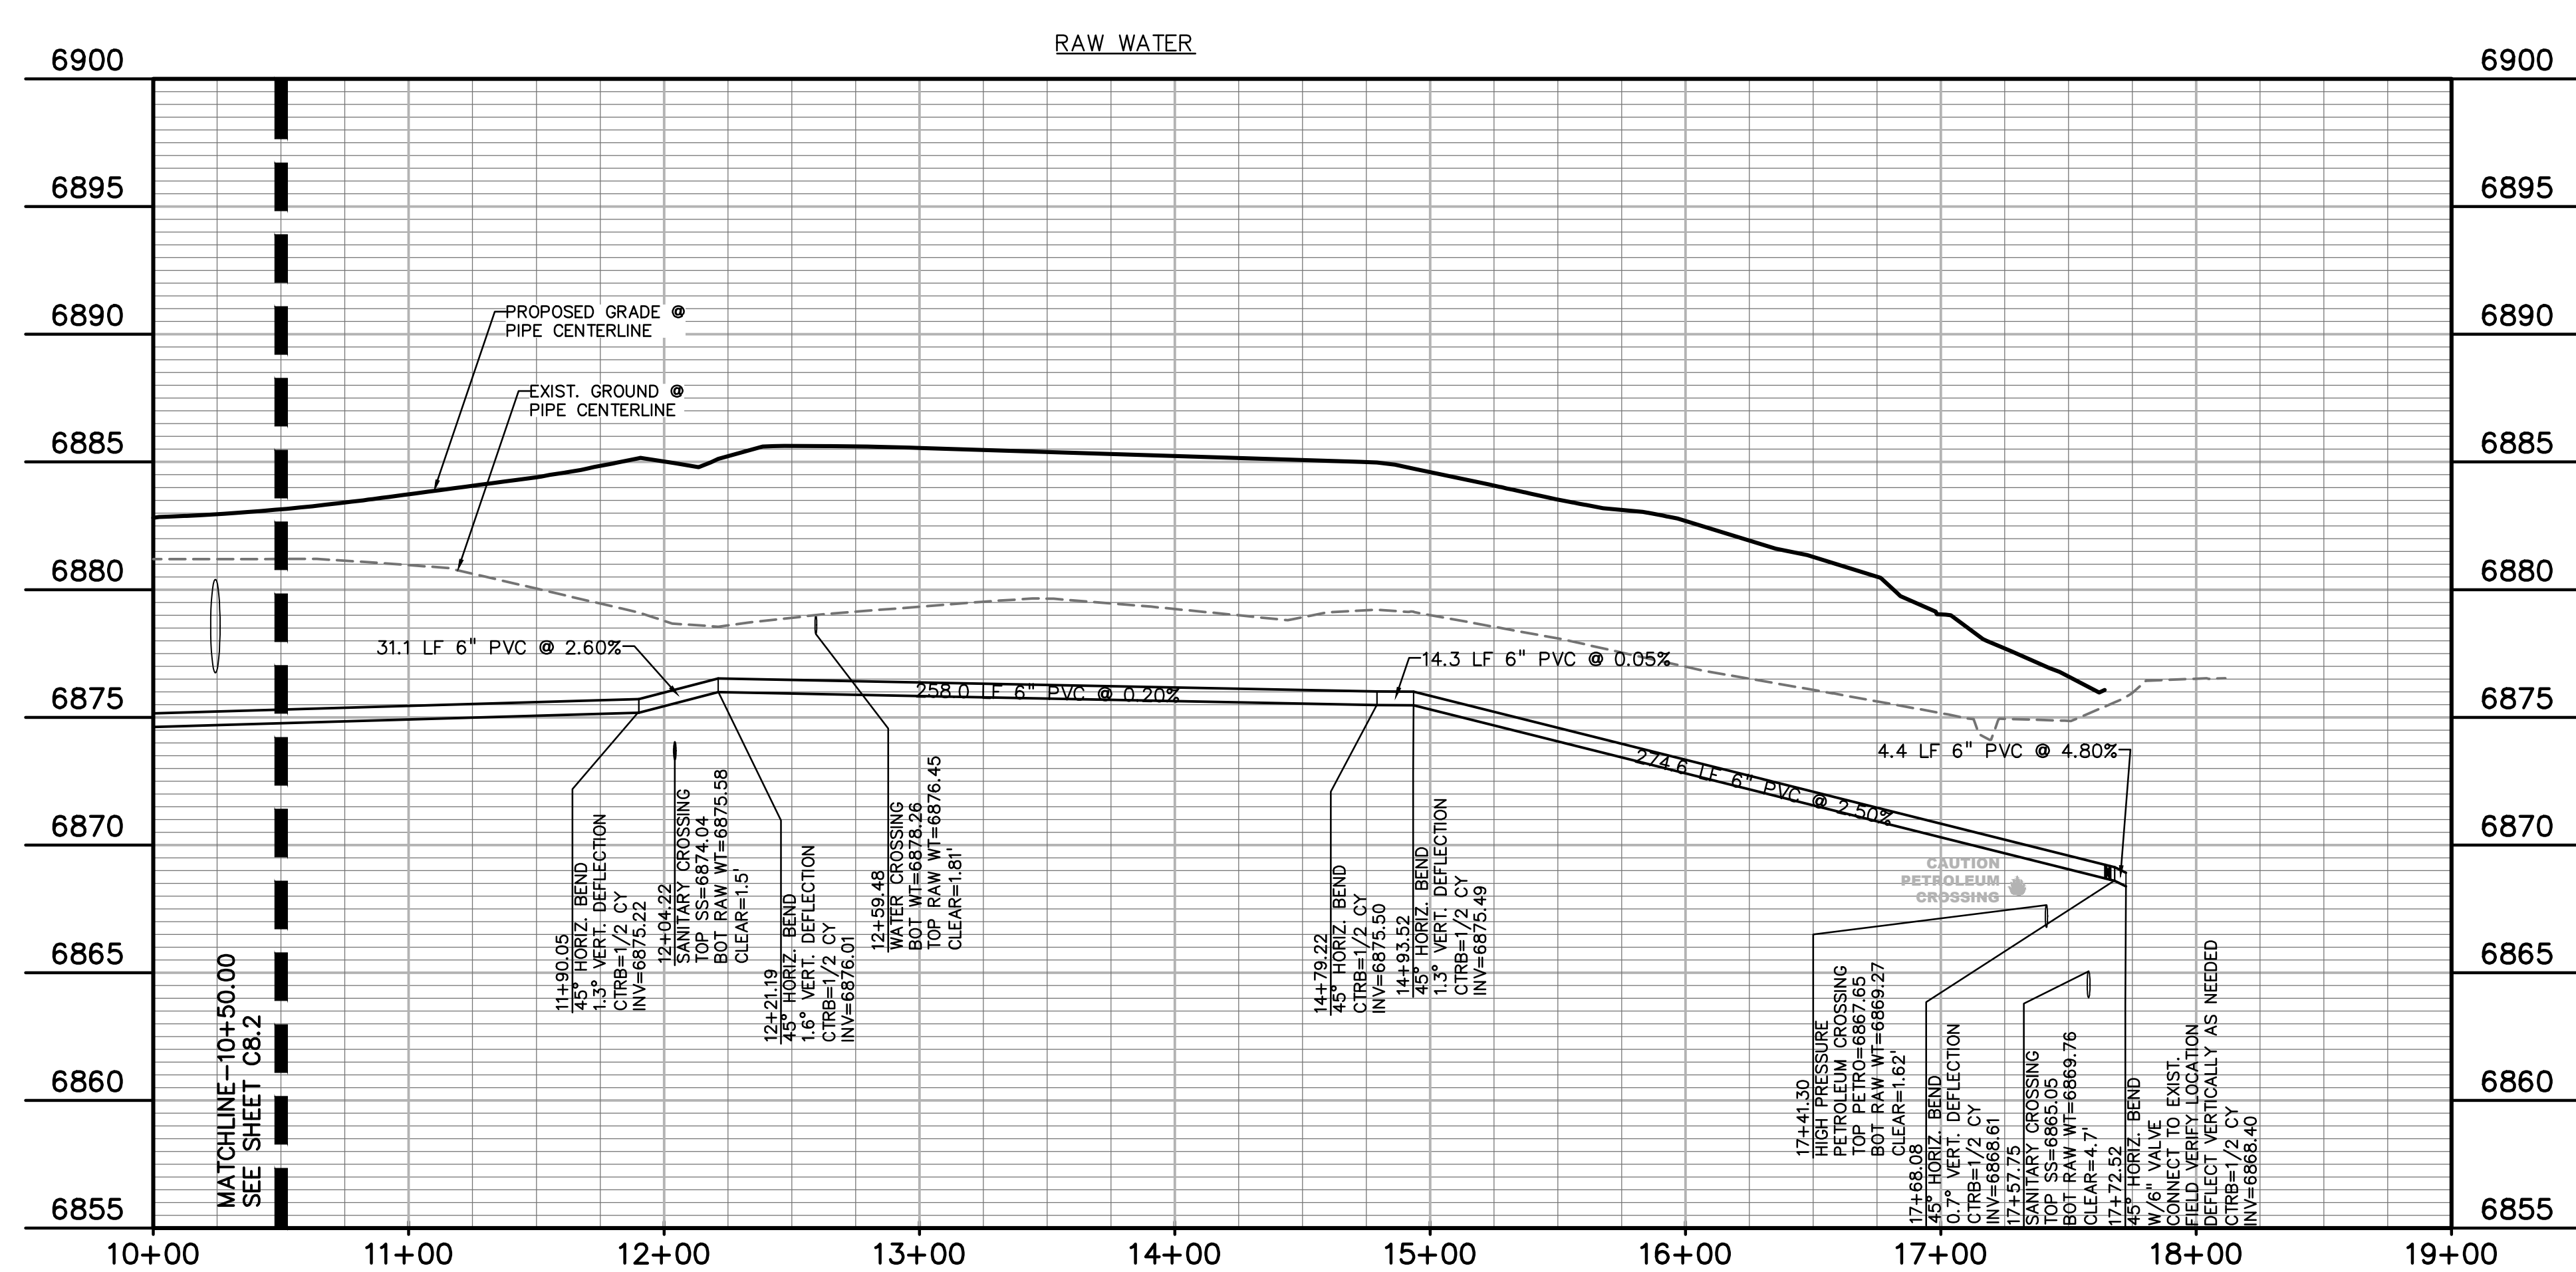 RAW WATER
6900
6895
6890
6885
6880
6875
6870
6865
6860
6855
6900
6895
6890
6885
6880
6875
6870
6865
6860
6855
PROPOSED GRADE @
PIPE CENTERLINE
EXIST. GROUND @
PIPE CENTERLINE
31.1 LF 6" PVC @ 2.60%
258.0 LF 6" PVC @ 0.20%
14.3 LF 6" PVC @ 0.05%
274.6 LF 6" PVC @ 2.50%
4.4 LF 6" PVC @ 4.80%
CAUTION
PETROLEUM
CROSSING
MATCHLINE-10+50.00
SEE SHEET C8.2
11+90.05
45° HORIZ. BEND
1.3° VERT. DEFLECTION
CTRB=1/2 CY
INV=6875.22
12+04.22
SANITARY CROSSING
TOP SS=6874.04
BOT RAW WT=6875.58
CLEAR=1.5'
12+21.19
45° HORIZ. BEND
1.6° VERT. DEFLECTION
CTRB=1/2 CY
INV=6876.01
12+59.48
WATER CROSSING
BOT WT=6878.26
TOP RAW WT=6876.45
CLEAR=1.81'
14+79.22
45° HORIZ. BEND
CTRB=1/2 CY
INV=6875.50
14+93.52
45° HORIZ. BEND
1.3° VERT. DEFLECTION
CTRB=1/2 CY
INV=6875.49
17+41.30
HIGH PRESSURE
PETROLEUM CROSSING
TOP PETRO=6867.65
BOT RAW WT=6869.27
CLEAR=1.62'
17+68.08
45° HORIZ. BEND
0.7° VERT. DEFLECTION
CTRB=1/2 CY
INV=6868.61
17+57.75
SANITARY CROSSING
TOP SS=6865.05
BOT RAW WT=6869.76
CLEAR=4.7'
17+72.52
45° HORIZ. BEND
W/6" VALVE
CONNECT TO EXIST.
FIELD VERIFY LOCATION
DEFLECT VERTICALLY AS NEEDED
CTRB=1/2 CY
INV=6868.40
10+00
11+00
12+00
13+00
14+00
15+00
16+00
17+00
18+00
19+00